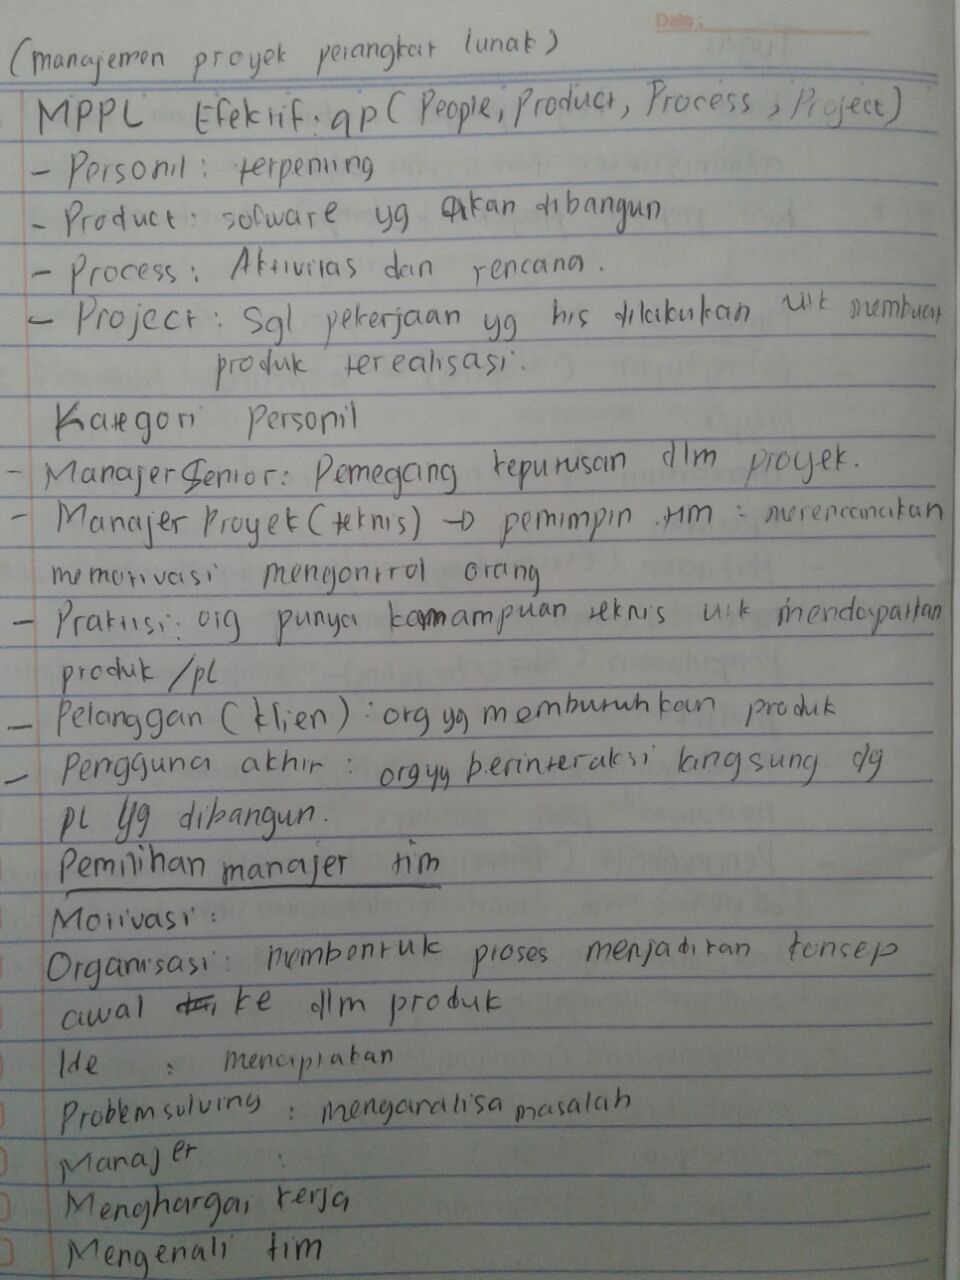 Date:
(manajemen proyek perangkat lunak)
MPPL Efektif: 4P (People, Product, Process, Project)
- Personil: terpenting
- Product: sofware yg akan dibangun
- Process: Aktivitas dan rencana.
- Project: Sgl pekerjaan yg hrs dilakukan utk membuat
produk terealisasi.
Kategori Personil
- Manajer Senior: Pemegang keputusan dlm proyek.
- Manajer Proyek (teknis) → pemimpin tim: merencanakan
memotivasi mengontrol orang
- Praktisi: org punya kemampuan teknis utk mendapatkan
produk/pl
- Pelanggan (klien): org yg membutuhkan produk
- Pengguna akhir: org yg berinteraksi langsung dg
pl yg dibangun.
Pemilihan manajer tim
Motivasi:
Organisasi: membentuk proses menjadikan konsep
awal ke dlm produk
Ide : menciptakan
Problem solving : menganalisa masalah
Manajer :
Menghargai kerja
Mengenali tim